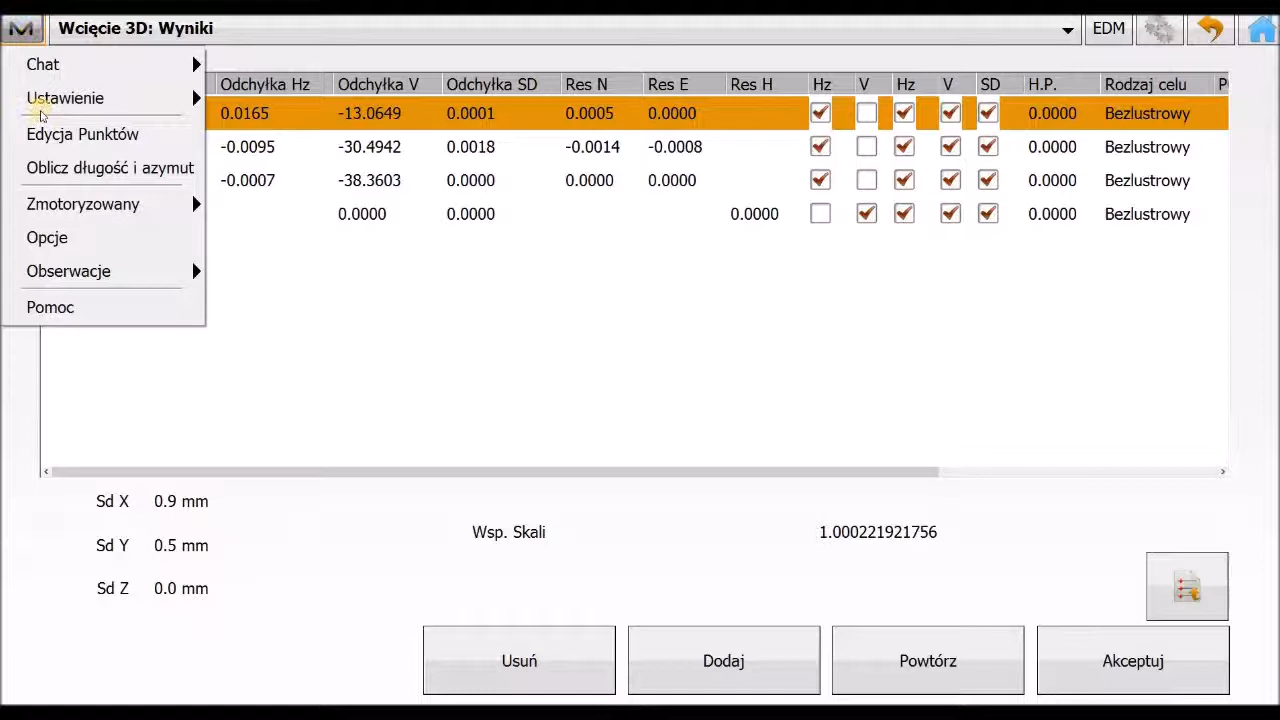 Wcięcie 3D: Wyniki
EDM
Chat
Ustawienie
Edycja Punktów
Oblicz długość i azymut
Zmotoryzowany
Opcje
Obserwacje
Pomoc
Odchyłka Hz Odchyłka V Odchyłka SD Res N Res E Res H Hz V Hz V SD H.P. Rodzaj celu P
0.0165 -13.0649 0.0001 0.0005 0.0000 0.0000 Bezlustrowy
-0.0095 -30.4942 0.0018 -0.0014 -0.0008 0.0000 Bezlustrowy
-0.0007 -38.3603 0.0000 0.0000 0.0000 0.0000 Bezlustrowy
0.0000 0.0000 0.0000 0.0000 Bezlustrowy
Sd X 0.9 mm
Sd Y 0.5 mm
Sd Z 0.0 mm
Wsp. Skali 1.000221921756
Usuń
Dodaj
Powtórz
Akceptuj